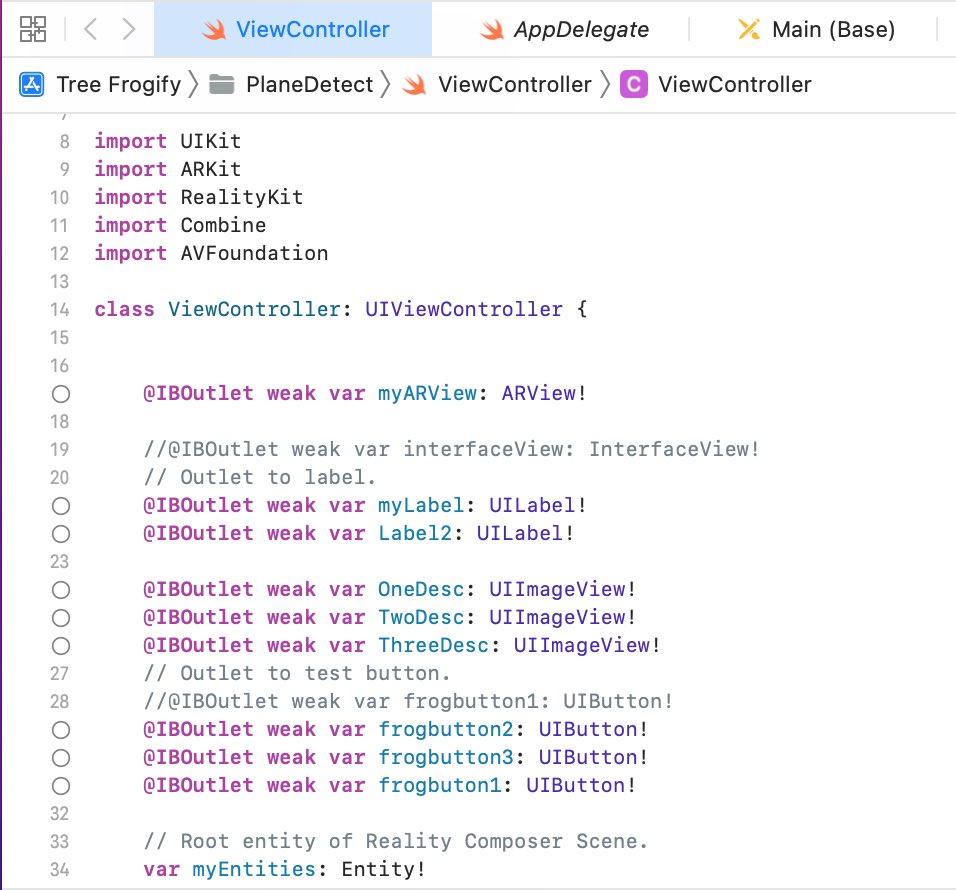 ViewController AppDelegate Main (Base)
Tree Frogify PlaneDetect ViewController C ViewController
7
8 import UIKit
9 import ARKit
10 import RealityKit
11 import Combine
12 import AVFoundation
13
14 class ViewController: UIViewController {
15
16
@IBOutlet weak var myARView: ARView!
18
19 //@IBOutlet weak var interfaceView: InterfaceView!
20 // Outlet to label.
@IBOutlet weak var myLabel: UILabel!
@IBOutlet weak var Label2: UILabel!
23
@IBOutlet weak var OneDesc: UIImageView!
@IBOutlet weak var TwoDesc: UIImageView!
@IBOutlet weak var ThreeDesc: UIImageView!
27 // Outlet to test button.
28 //@IBOutlet weak var frogbutton1: UIButton!
@IBOutlet weak var frogbutton2: UIButton!
@IBOutlet weak var frogbutton3: UIButton!
@IBOutlet weak var frogbuton1: UIButton!
32
33 // Root entity of Reality Composer Scene.
34 var myEntities: Entity!